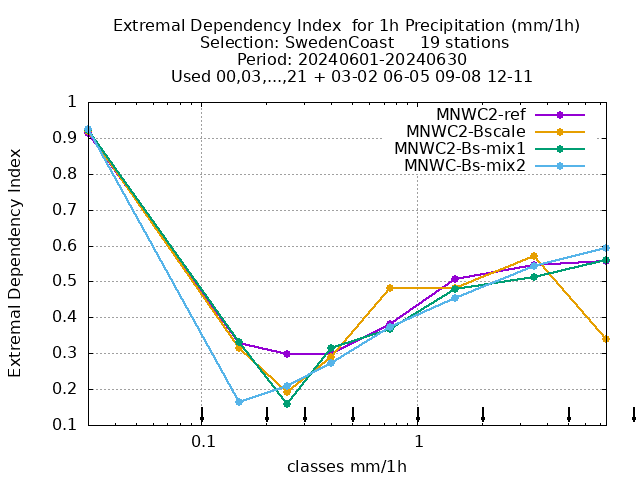 Extremal Dependency Index  for 1h Precipitation (mm/1h)
Selection: SwedenCoast     19 stations
Period: 20240601-20240630
Used 00,03,...,21 + 03-02 06-05 09-08 12-11
MNWC2-ref
MNWC2-Bscale
MNWC2-Bs-mix1
MNWC-Bs-mix2
Extremal Dependency Index
1
0.9
0.8
0.7
0.6
0.5
0.4
0.3
0.2
0.1
0.1
1
classes mm/1h